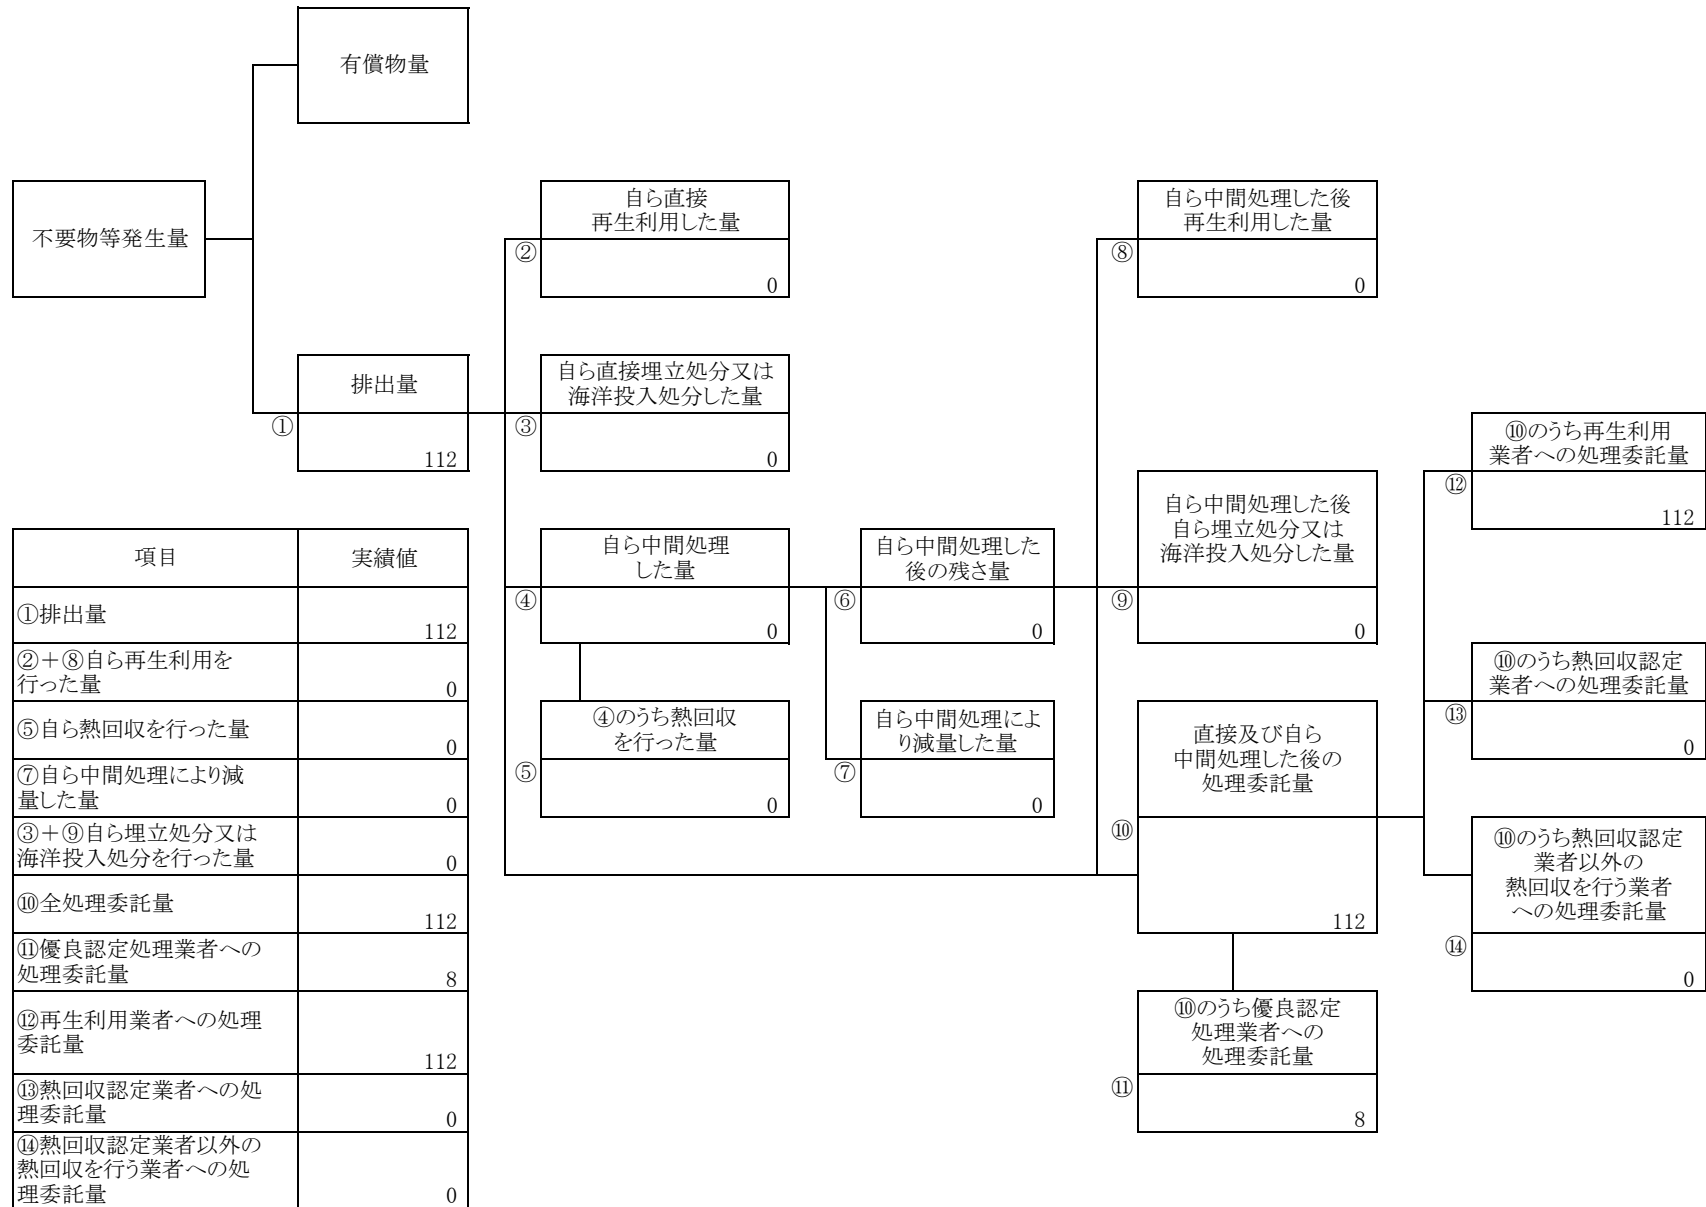 有償物量
不要物等発生量
自ら直接
再生利用した量
②
0
自ら中間処理した後
再生利用した量
⑧
0
排出量
①
112
自ら直接埋立処分又は
海洋投入処分した量
③
0
⑩のうち再生利用
業者への処理委託量
⑫
112
自ら中間処理
した量
④
0
自ら中間処理した
後の残さ量
⑥
0
自ら中間処理した後
自ら埋立処分又は
海洋投入処分した量
⑨
0
⑩のうち熱回収認定
業者への処理委託量
⑬
0
④のうち熱回収
を行った量
⑤
0
自ら中間処理によ
り減量した量
⑦
0
直接及び自ら
中間処理した後の
処理委託量
⑩
112
⑩のうち熱回収認定
業者以外の
熱回収を行う業者
への処理委託量
⑭
0
⑩のうち優良認定
処理業者への
処理委託量
⑪
8
項目 実績値
①排出量
112
②+⑧自ら再生利用を
行った量 0
⑤自ら熱回収を行った量
0
⑦自ら中間処理により減
量した量 0
③+⑨自ら埋立処分又は
海洋投入処分を行った量 0
⑩全処理委託量
112
⑪優良認定処理業者への
処理委託量 8
⑫再生利用業者への処理
委託量
112
⑬熱回収認定業者への処
理委託量 0
⑭熱回収認定業者以外の
熱回収を行う業者への処
理委託量 0